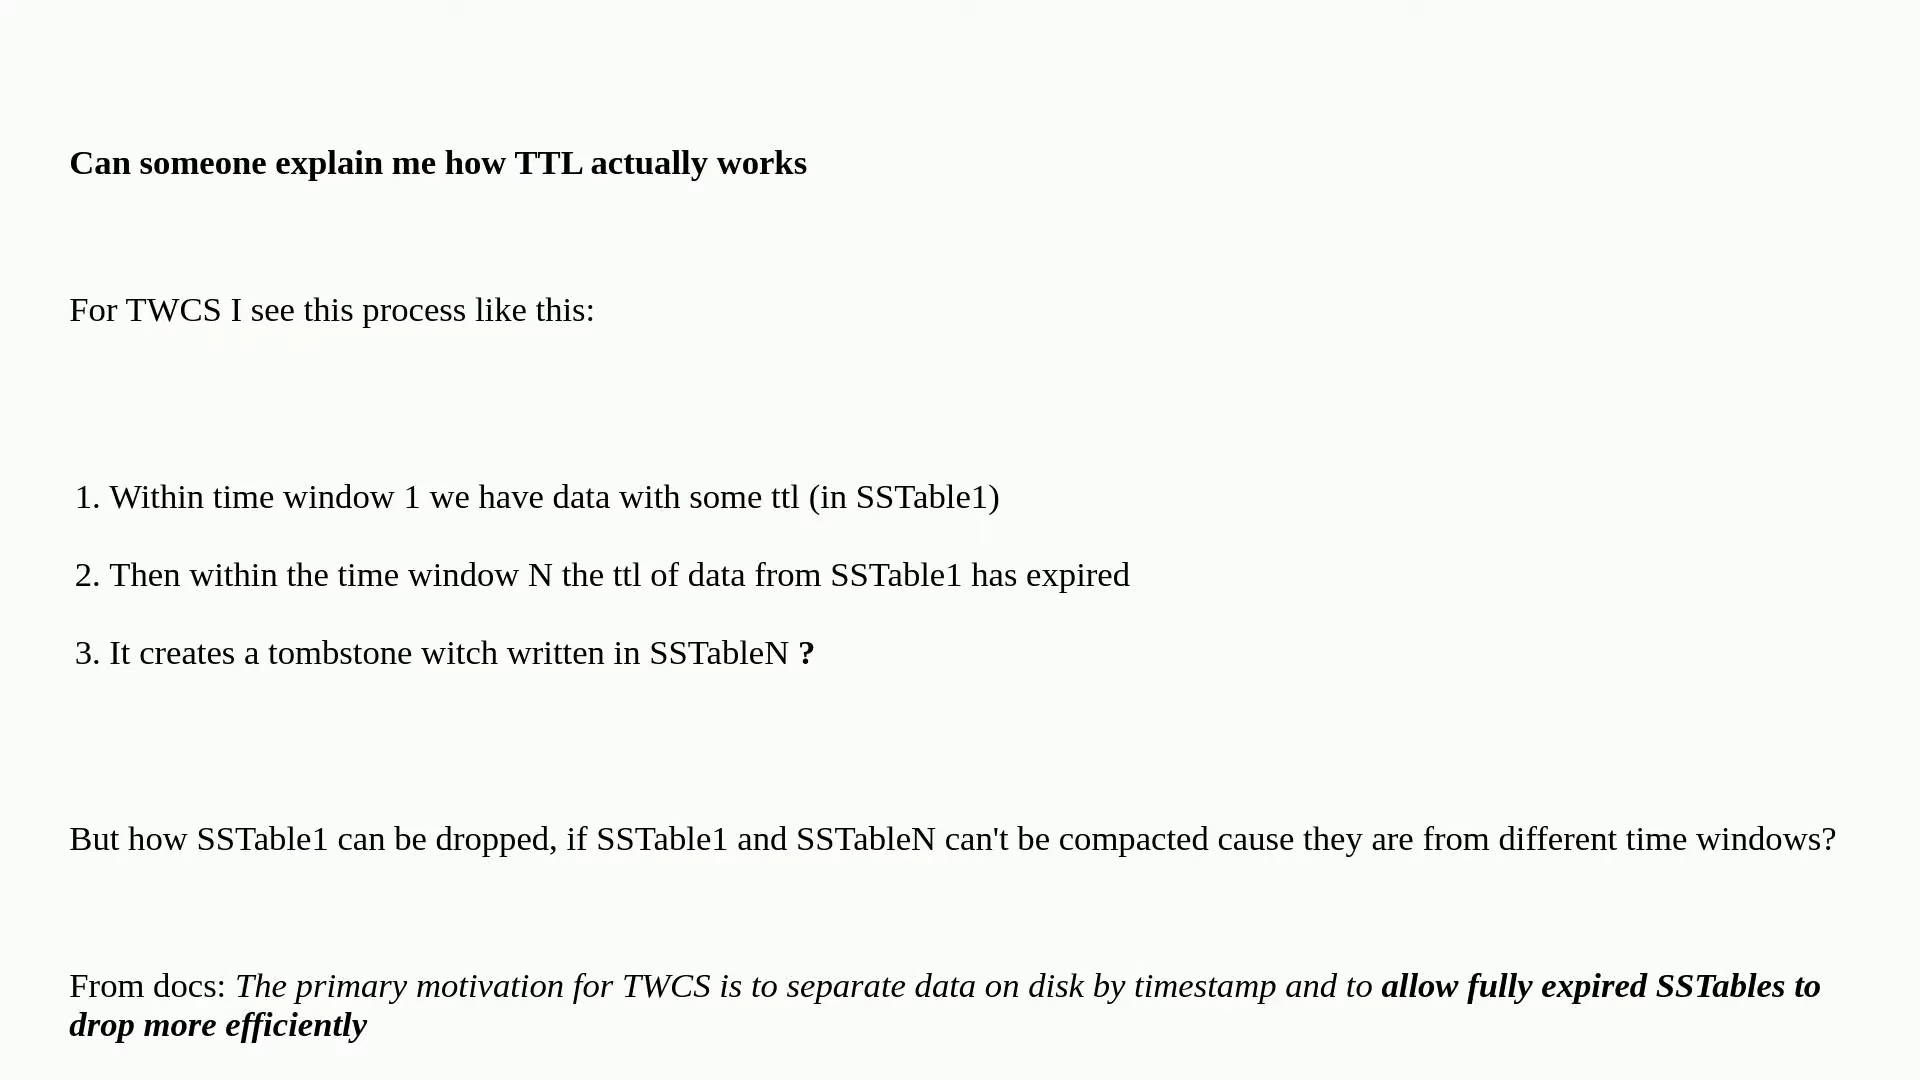 Can someone explain me how TTL actually works
For TWCS I see this process like this:
1. Within time window 1 we have data with some ttl (in SSTable1)
2. Then within the time window N the ttl of data from SSTable1 has expired
3. It creates a tombstone witch written in SSTableN ?
But how SSTable1 can be dropped, if SSTable1 and SSTableN can't be compacted cause they are from different time windows?
From docs: The primary motivation for TWCS is to separate data on disk by timestamp and to allow fully expired SSTables to
drop more efficiently